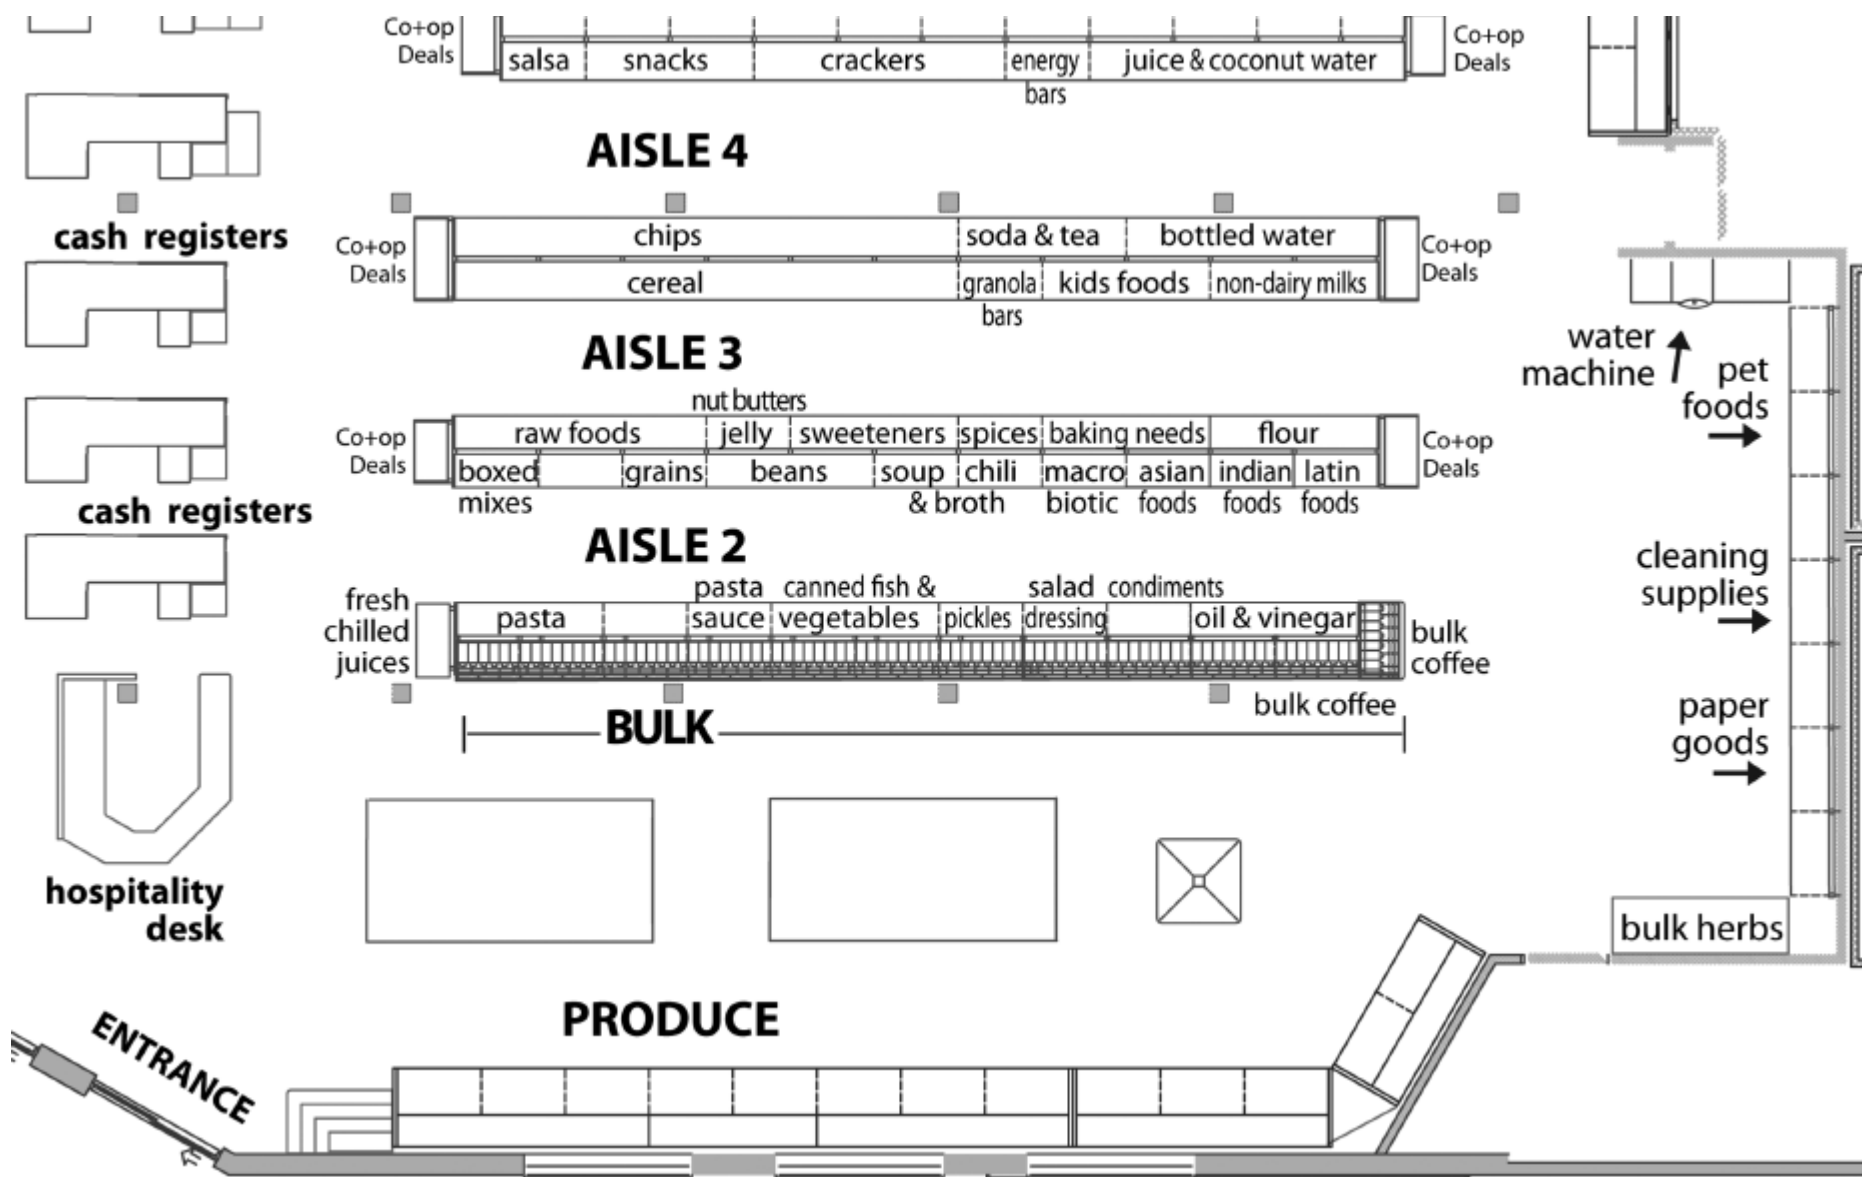 Co+op
Deals
salsa
snacks
crackers
energy
bars
juice & coconut water
Co+op
Deals
AISLE 4
cash registers
Co+op
Deals
chips
soda & tea
bottled water
cereal
granola
bars
kids foods
non-dairy milks
Co+op
Deals
AISLE 3
water
machine
pet
foods
nut butters
Co+op
Deals
raw foods
jelly
sweeteners
spices
baking needs
flour
boxed
mixes
grains
beans
soup
chili
& broth
macro
biotic
asian
foods
indian
foods
latin
foods
Co+op
Deals
cash registers
AISLE 2
cleaning
supplies
fresh
chilled
juices
pasta
pasta
sauce
canned fish &
vegetables
pickles
salad
dressing
condiments
oil & vinegar
bulk
coffee
bulk coffee
BULK
paper
goods
hospitality
desk
bulk herbs
PRODUCE
ENTRANCE